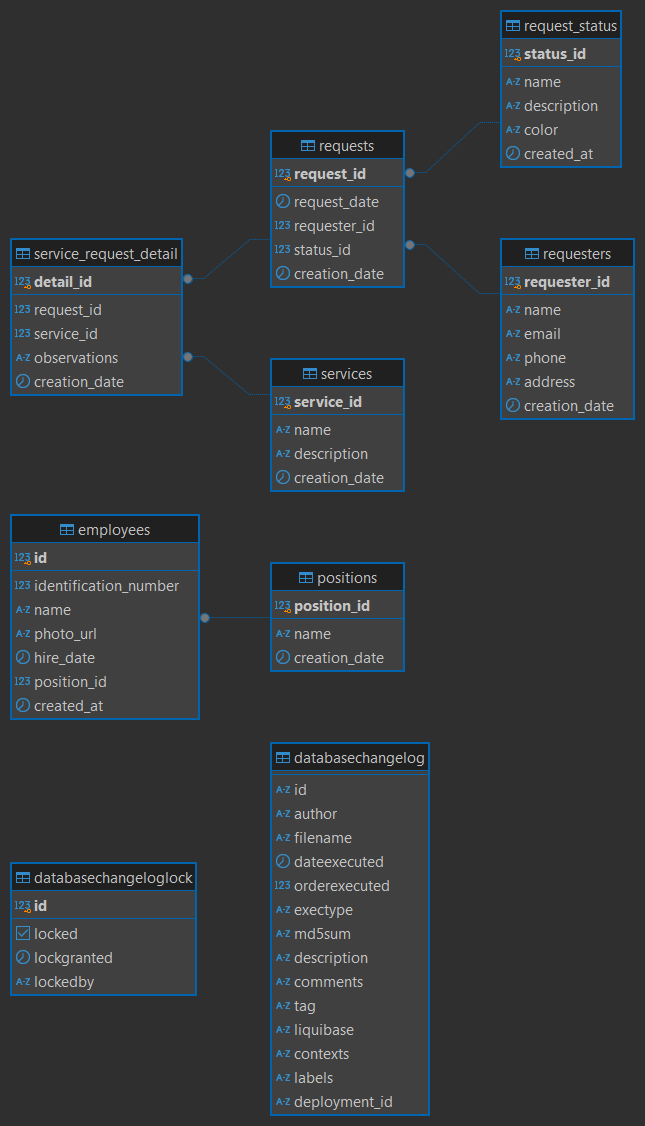 request_status
123 status_id
A-Z name
A-Z description
A-Z color
created_at
requests
123 request_id
request_date
123 requester_id
123 status_id
creation_date
service_request_detail
123 detail_id
123 request_id
123 service_id
A-Z observations
creation_date
requesters
123 requester_id
A-Z name
A-Z email
A-Z phone
A-Z address
creation_date
services
123 service_id
A-Z name
A-Z description
creation_date
employees
123 id
123 identification_number
A-Z name
A-Z photo_url
hire_date
123 position_id
created_at
positions
123 position_id
A-Z name
creation_date
databasechangelog
A-Z id
A-Z author
A-Z filename
dateexecuted
123 orderexecuted
A-Z exectype
A-Z md5sum
A-Z description
A-Z comments
A-Z tag
A-Z liquibase
A-Z contexts
A-Z labels
A-Z deployment_id
databasechangeloglock
123 id
locked
lockgranted
A-Z lockedby